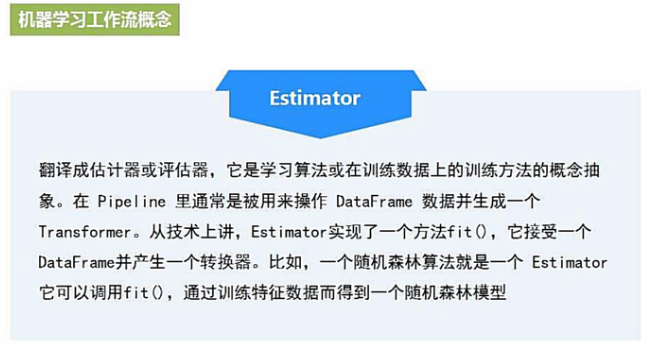 机器学习工作流概念
Estimator
翻译成估计器或评估器，它是学习算法或在训练数据上的训练方法的概念抽
象。在 Pipeline 里通常是被用来操作 DataFrame 数据并生成一个
Transformer。从技术上讲，Estimator实现了一个方法fit()，它接受一个
DataFrame并产生一个转换器。比如，一个随机森林算法就是一个 Estimator
它可以调用fit()，通过训练特征数据而得到一个随机森林模型